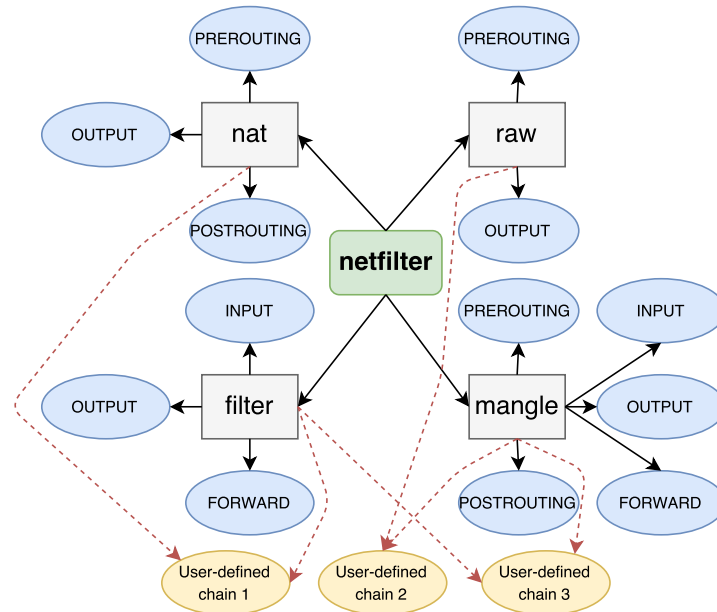 PREROUTING
PREROUTING
OUTPUT
nat
raw
POSTROUTING
OUTPUT
netfilter
INPUT
PREROUTING
INPUT
OUTPUT
filter
mangle
OUTPUT
FORWARD
POSTROUTING
FORWARD
User-defined
chain 1
User-defined
chain 2
User-defined
chain 3